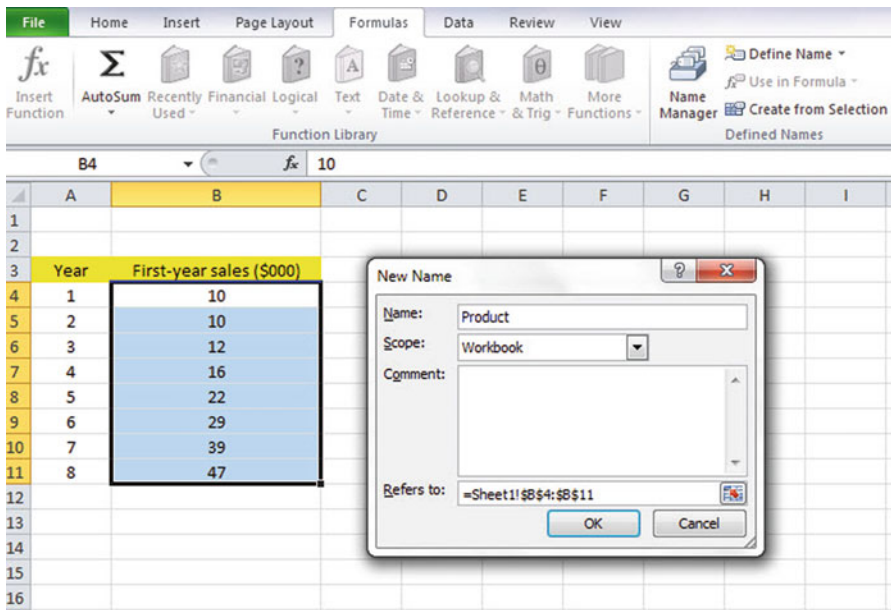 File Home Insert Page Layout Formulas Data Review View
fx Σ ? A θ
Insert Function AutoSum Recently Used Financial Logical Text Date & Time Lookup & Reference Math & Trig More Functions Name Manager
Define Name
fx Use in Formula
Create from Selection
Function Library Defined Names
B4 fx 10
A B C D E F G H I
1
2
3 Year First-year sales ($000)
4 1 10
5 2 10
6 3 12
7 4 16
8 5 22
9 6 29
10 7 39
11 8 47
12
13
14
15
16
New Name ? X
Name: Product
Scope: Workbook
Comment:
Refers to: =Sheet1!$B$4:$B$11
OK Cancel